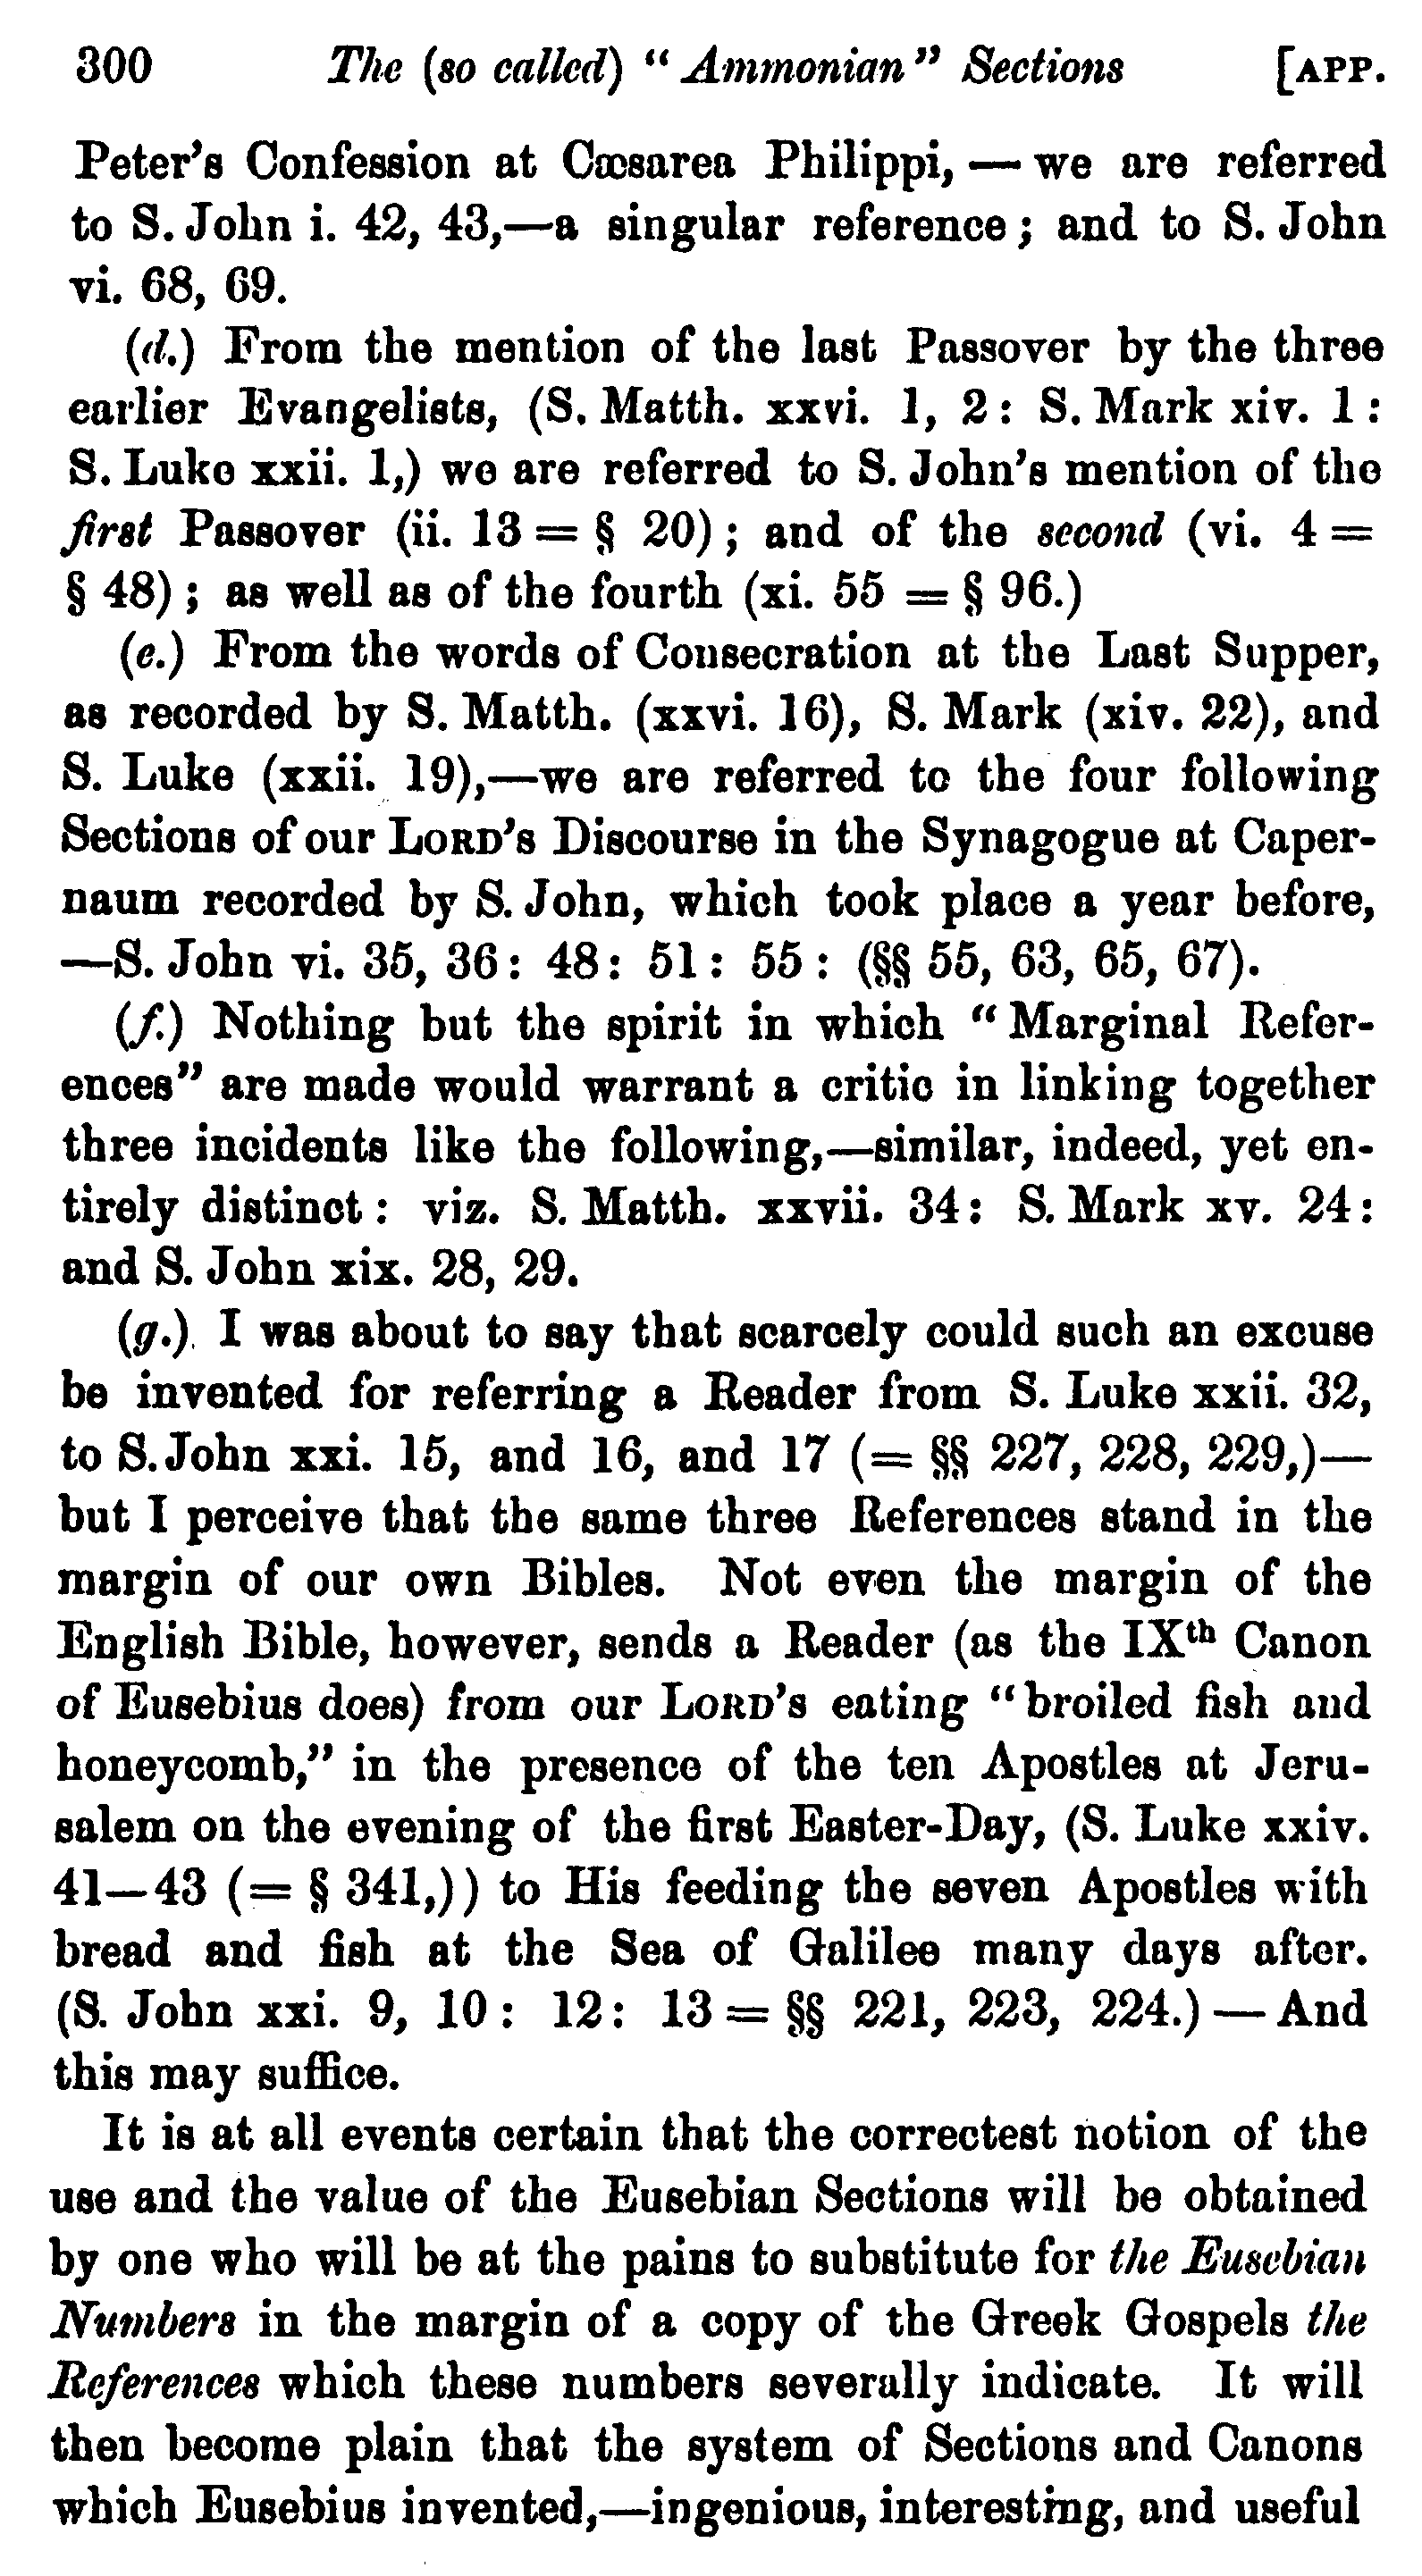 300 The (so called) “Ammonian” Sections [APP.
Peter’s Confession at Cæsarea Philippi, — we are referred
to S. John i. 42, 43,—a singular reference; and to S. John
vi. 68, 69.
(d.) From the mention of the last Passover by the three
earlier Evangelists, (S. Matth. xxvi. 1, 2: S. Mark xiv. 1:
S. Luke xxii. 1,) we are referred to S. John’s mention of the
first Passover (ii. 13 = § 20); and of the second (vi. 4 =
§ 48); as well as of the fourth (xi. 55 = § 96.)
(e.) From the words of Consecration at the Last Supper,
as recorded by S. Matth. (xxvi. 16), S. Mark (xiv. 22), and
S. Luke (xxii. 19),—we are referred to the four following
Sections of our LORD’s Discourse in the Synagogue at Caper-
naum recorded by S. John, which took place a year before,
—S. John vi. 35, 36: 48: 51: 55: (§§ 55, 63, 65, 67).
(f.) Nothing but the spirit in which “Marginal Refer-
ences” are made would warrant a critic in linking together
three incidents like the following,—similar, indeed, yet en-
tirely distinct: viz. S. Matth. xxvii. 34: S. Mark xv. 24:
and S. John xix. 28, 29.
(g.) I was about to say that scarcely could such an excuse
be invented for referring a Reader from S. Luke xxii. 32,
to S. John xxi. 15, and 16, and 17 (= §§ 227, 228, 229,)—
but I perceive that the same three References stand in the
margin of our own Bibles. Not even the margin of the
English Bible, however, sends a Reader (as the IXth Canon
of Eusebius does) from our LORD’s eating “broiled fish and
honeycomb,” in the presence of the ten Apostles at Jeru-
salem on the evening of the first Easter-Day, (S. Luke xxiv.
41—43 (= § 341,)) to His feeding the seven Apostles with
bread and fish at the Sea of Galilee many days after.
(S. John xxi. 9, 10: 12: 13 = §§ 221, 223, 224.) — And
this may suffice.
It is at all events certain that the correctest notion of the
use and the value of the Eusebian Sections will be obtained
by one who will be at the pains to substitute for the Eusebian
Numbers in the margin of a copy of the Greek Gospels the
References which these numbers severally indicate. It will
then become plain that the system of Sections and Canons
which Eusebius invented,—ingenious, interesting, and useful